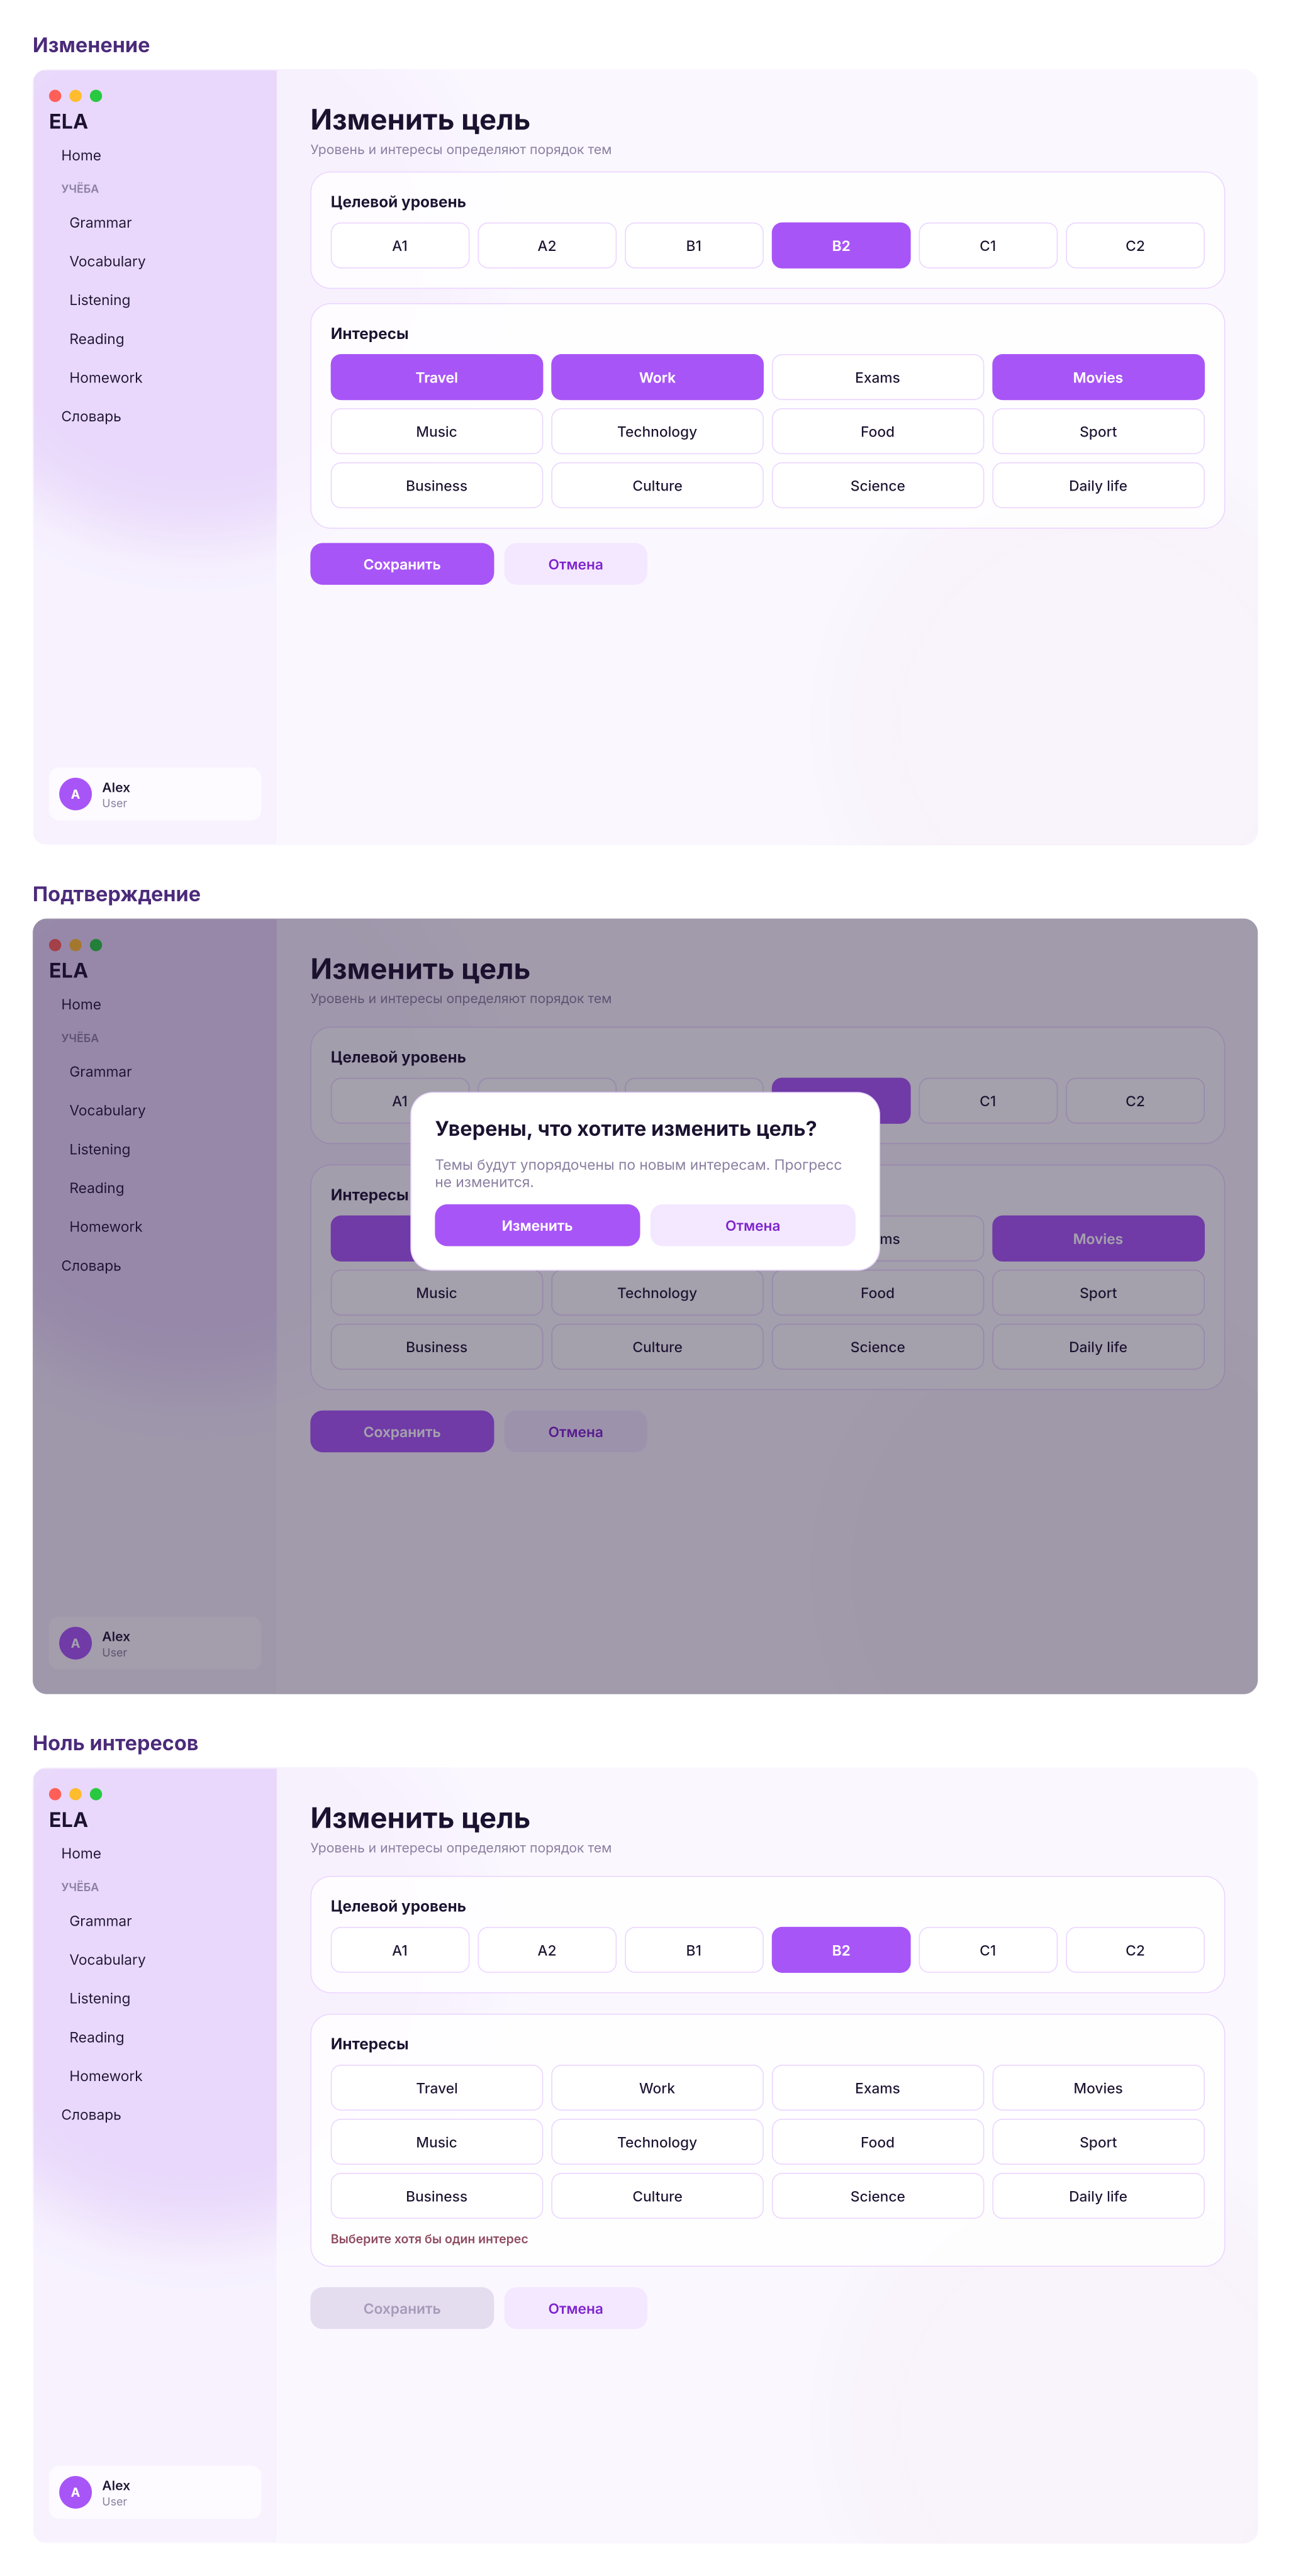 Изменение
ELA
Home
УЧЁБА
Grammar
Vocabulary
Listening
Reading
Homework
Словарь
A
Alex
User
Изменить цель
Уровень и интересы определяют порядок тем
Целевой уровень
A1 A2 B1 B2 C1 C2
Интересы
Travel Work Exams Movies
Music Technology Food Sport
Business Culture Science Daily life
Сохранить Отмена
Подтверждение
ELA
Home
УЧЁБА
Grammar
Vocabulary
Listening
Reading
Homework
Словарь
A
Alex
User
Изменить цель
Уровень и интересы определяют порядок тем
Целевой уровень
A1 C1 C2
Интересы
ms Movies
Music Technology Food Sport
Business Culture Science Daily life
Сохранить Отмена
Уверены, что хотите изменить цель?
Темы будут упорядочены по новым интересам. Прогресс
не изменится.
Изменить Отмена
Ноль интересов
ELA
Home
УЧЁБА
Grammar
Vocabulary
Listening
Reading
Homework
Словарь
A
Alex
User
Изменить цель
Уровень и интересы определяют порядок тем
Целевой уровень
A1 A2 B1 B2 C1 C2
Интересы
Travel Work Exams Movies
Music Technology Food Sport
Business Culture Science Daily life
Выберите хотя бы один интерес
Сохранить Отмена